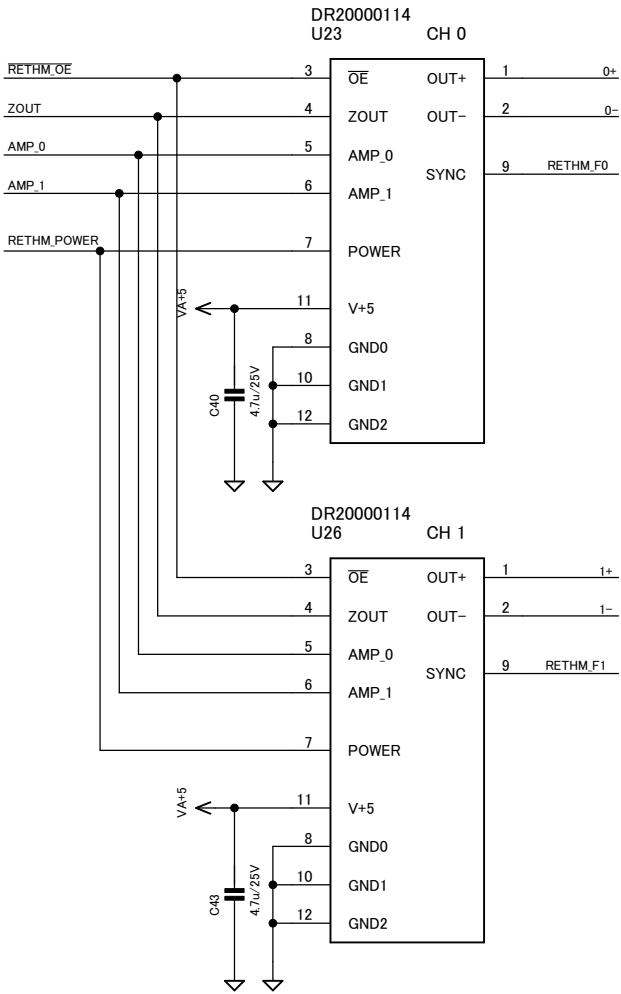 DR20000114
U23 CH 0
RETHM_OE 3 OE OUT+ 1 0+
ZOUT 4 ZOUT OUT- 2 0-
AMP_0 5 AMP_0
SYNC 9 RETHM_F0
AMP_1 6 AMP_1
RETHM_POWER 7 POWER
VA+5 11 V+5
8 GND0
C40 4.7u/25V
10 GND1
12 GND2
DR20000114
U26 CH 1
3 OE OUT+ 1 1+
4 ZOUT OUT- 2 1-
5 AMP_0
SYNC 9 RETHM_F1
6 AMP_1
7 POWER
VA+5 11 V+5
8 GND0
C43 4.7u/25V
10 GND1
12 GND2